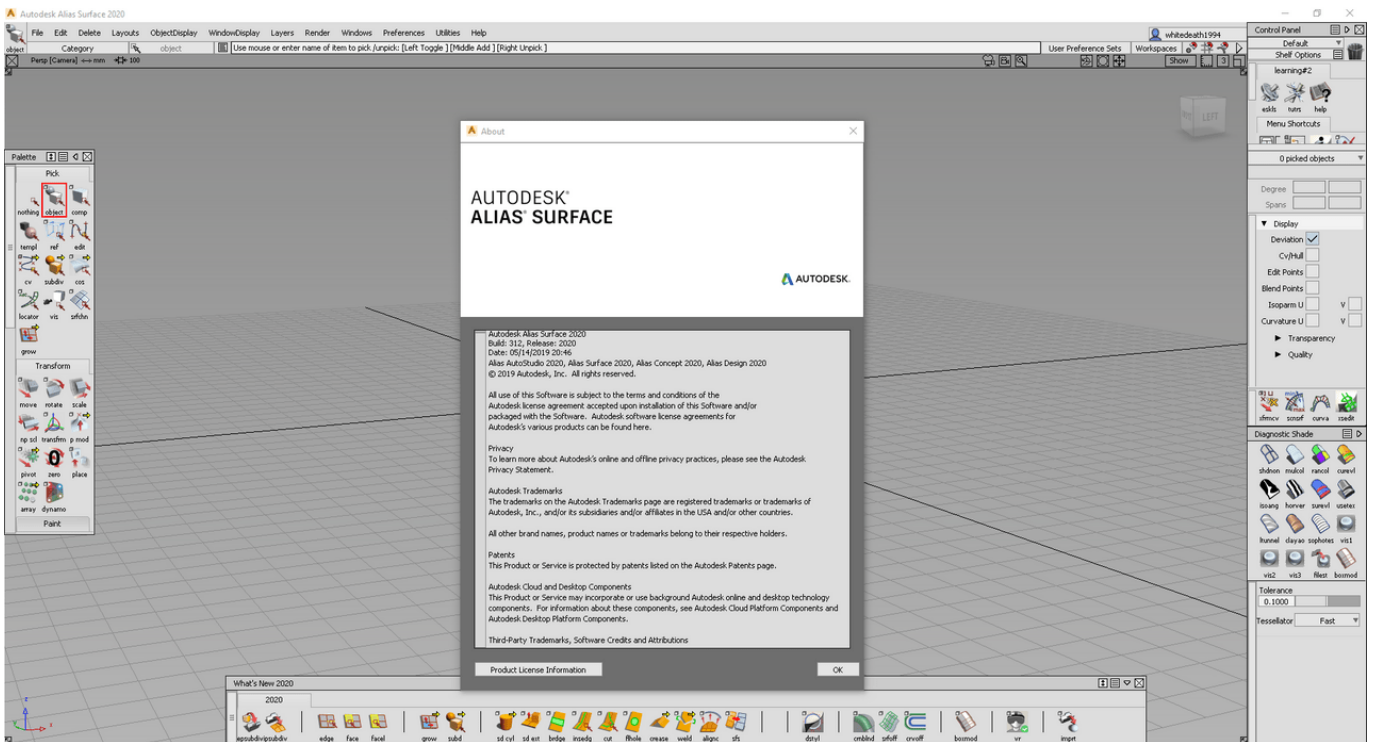 Autodesk Alias Surface 2020
File Edit Delete Layouts ObjectDisplay WindowDisplay Layers Render Windows Preferences Utilities Help
whitedeath1994
object Category object Use mouse or enter name of item to pick /unpick: [Left Toggle ] [Middle Add ] [Right Unpick ]
User Preference Sets Workspaces
Persp [Camera] mm 100
Show 3
Palette
Pick
nothing object comp
templ ref edit
cv subdiv cos
locator vis srfchn
grow
Transform
move rotate scale
np scl transfrm p mod
pivot zero place
array dynamo
Paint
About
AUTODESK®
ALIAS® SURFACE
AUTODESK.
Autodesk Alias Surface 2020
Build: 312, Release: 2020
Date: 05/14/2019 20:46
Alias AutoStudio 2020, Alias Surface 2020, Alias Concept 2020, Alias Design 2020
© 2019 Autodesk, Inc. All rights reserved.
All use of this Software is subject to the terms and conditions of the
Autodesk license agreement accepted upon installation of this Software and/or
packaged with the Software. Autodesk software license agreements for
Autodesk's various products can be found here.
Privacy
To learn more about Autodesk's online and offline privacy practices, please see the Autodesk
Privacy Statement.
Autodesk Trademarks
The trademarks on the Autodesk Trademarks page are registered trademarks or trademarks of
Autodesk, Inc., and/or its subsidiaries and/or affiliates in the USA and/or other countries.
All other brand names, product names or trademarks belong to their respective holders.
Patents
This Product or Service is protected by patents listed on the Autodesk Patents page.
Autodesk Cloud and Desktop Components
This Product or Service may incorporate or use background Autodesk online and desktop technology
components. For information about these components, see Autodesk Cloud Platform Components and
Autodesk Desktop Platform Components.
Third-Party Trademarks, Software Credits and Attributions
Product License Information OK
LEFT
Control Panel
Default
Shelf Options
learning#2
eskls tutrs help
Menu Shortcuts
0 picked objects
Degree
Spans
Display
Deviation
Cv/Hull
Edit Points
Blend Points
Isoparm U V
Curvature U V
Transparency
Quality
xfrmcv scnsf curva xsedit
Diagnostic Shade
shdnon mulcol rancol curevl
isoang horver surevl usetex
ltunnel clayao sophotes vis1
vis2 vis3 filest boxmod
Tolerance
0.1000
Tessellator Fast
What's New 2020
2020
edge face facel grow subd sd cyl sd ext bridge insedg cut fhole crease weld alignc sfs dstyl cmblnd srfoff crvoff boxmod vr imprt
z
x